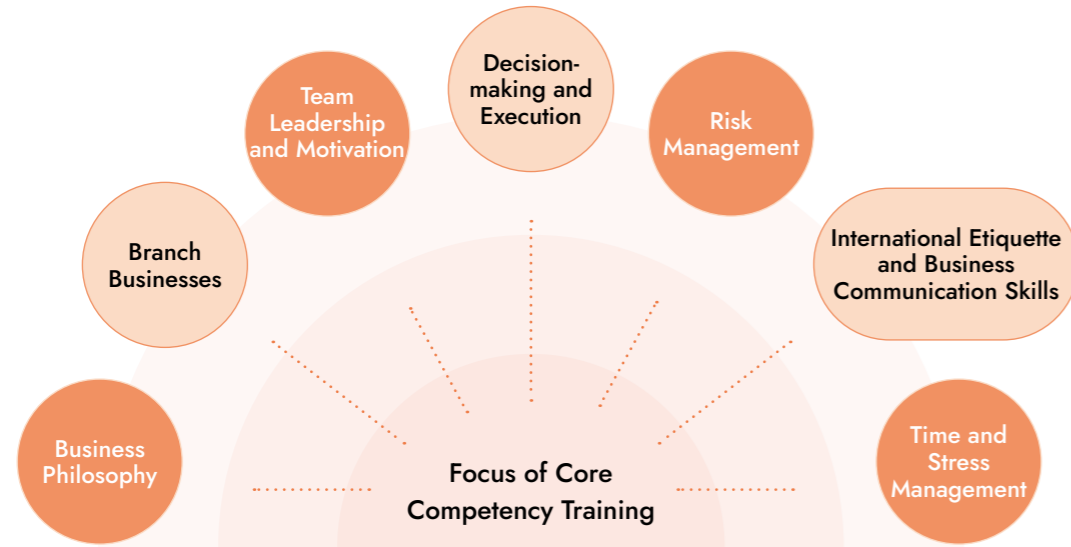 Decision-
making and
Execution
Team
Leadership
and Motivation
Risk
Management
Branch
Businesses
International Etiquette
and Business
Communication Skills
Business
Philosophy
Time and
Stress
Management
Focus of Core
Competency Training